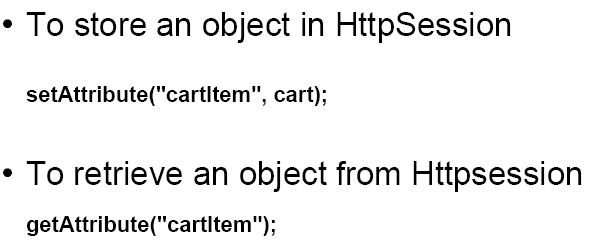 • To store an object in HttpSession
setAttribute("cartItem", cart);
• To retrieve an object from Httpsession
getAttribute("cartItem");